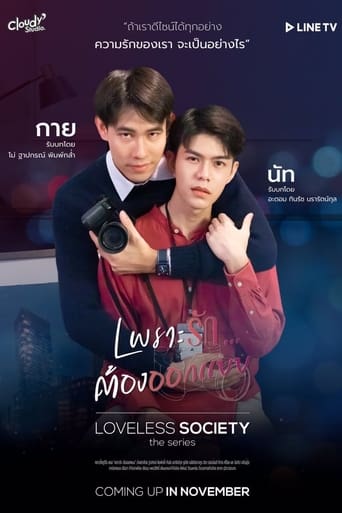 Cloudy
Studio.
LINE TV
"ถ้าเราดีไซน์ได้ทุกอย่าง
ความรักของเรา จะเป็นอย่างไร"
กาย
รับบทโดย
ไม่ ฐาปกรณ์ พิมพ์ภักล้ำ
นัท
รับบทโดย
อะตอม ทินรัช นรารัตน์กุล
เพราะรัก...
ต้องออกแบบ
LOVELESS SOCIETY
the series
COMING UP IN NOVEMBER